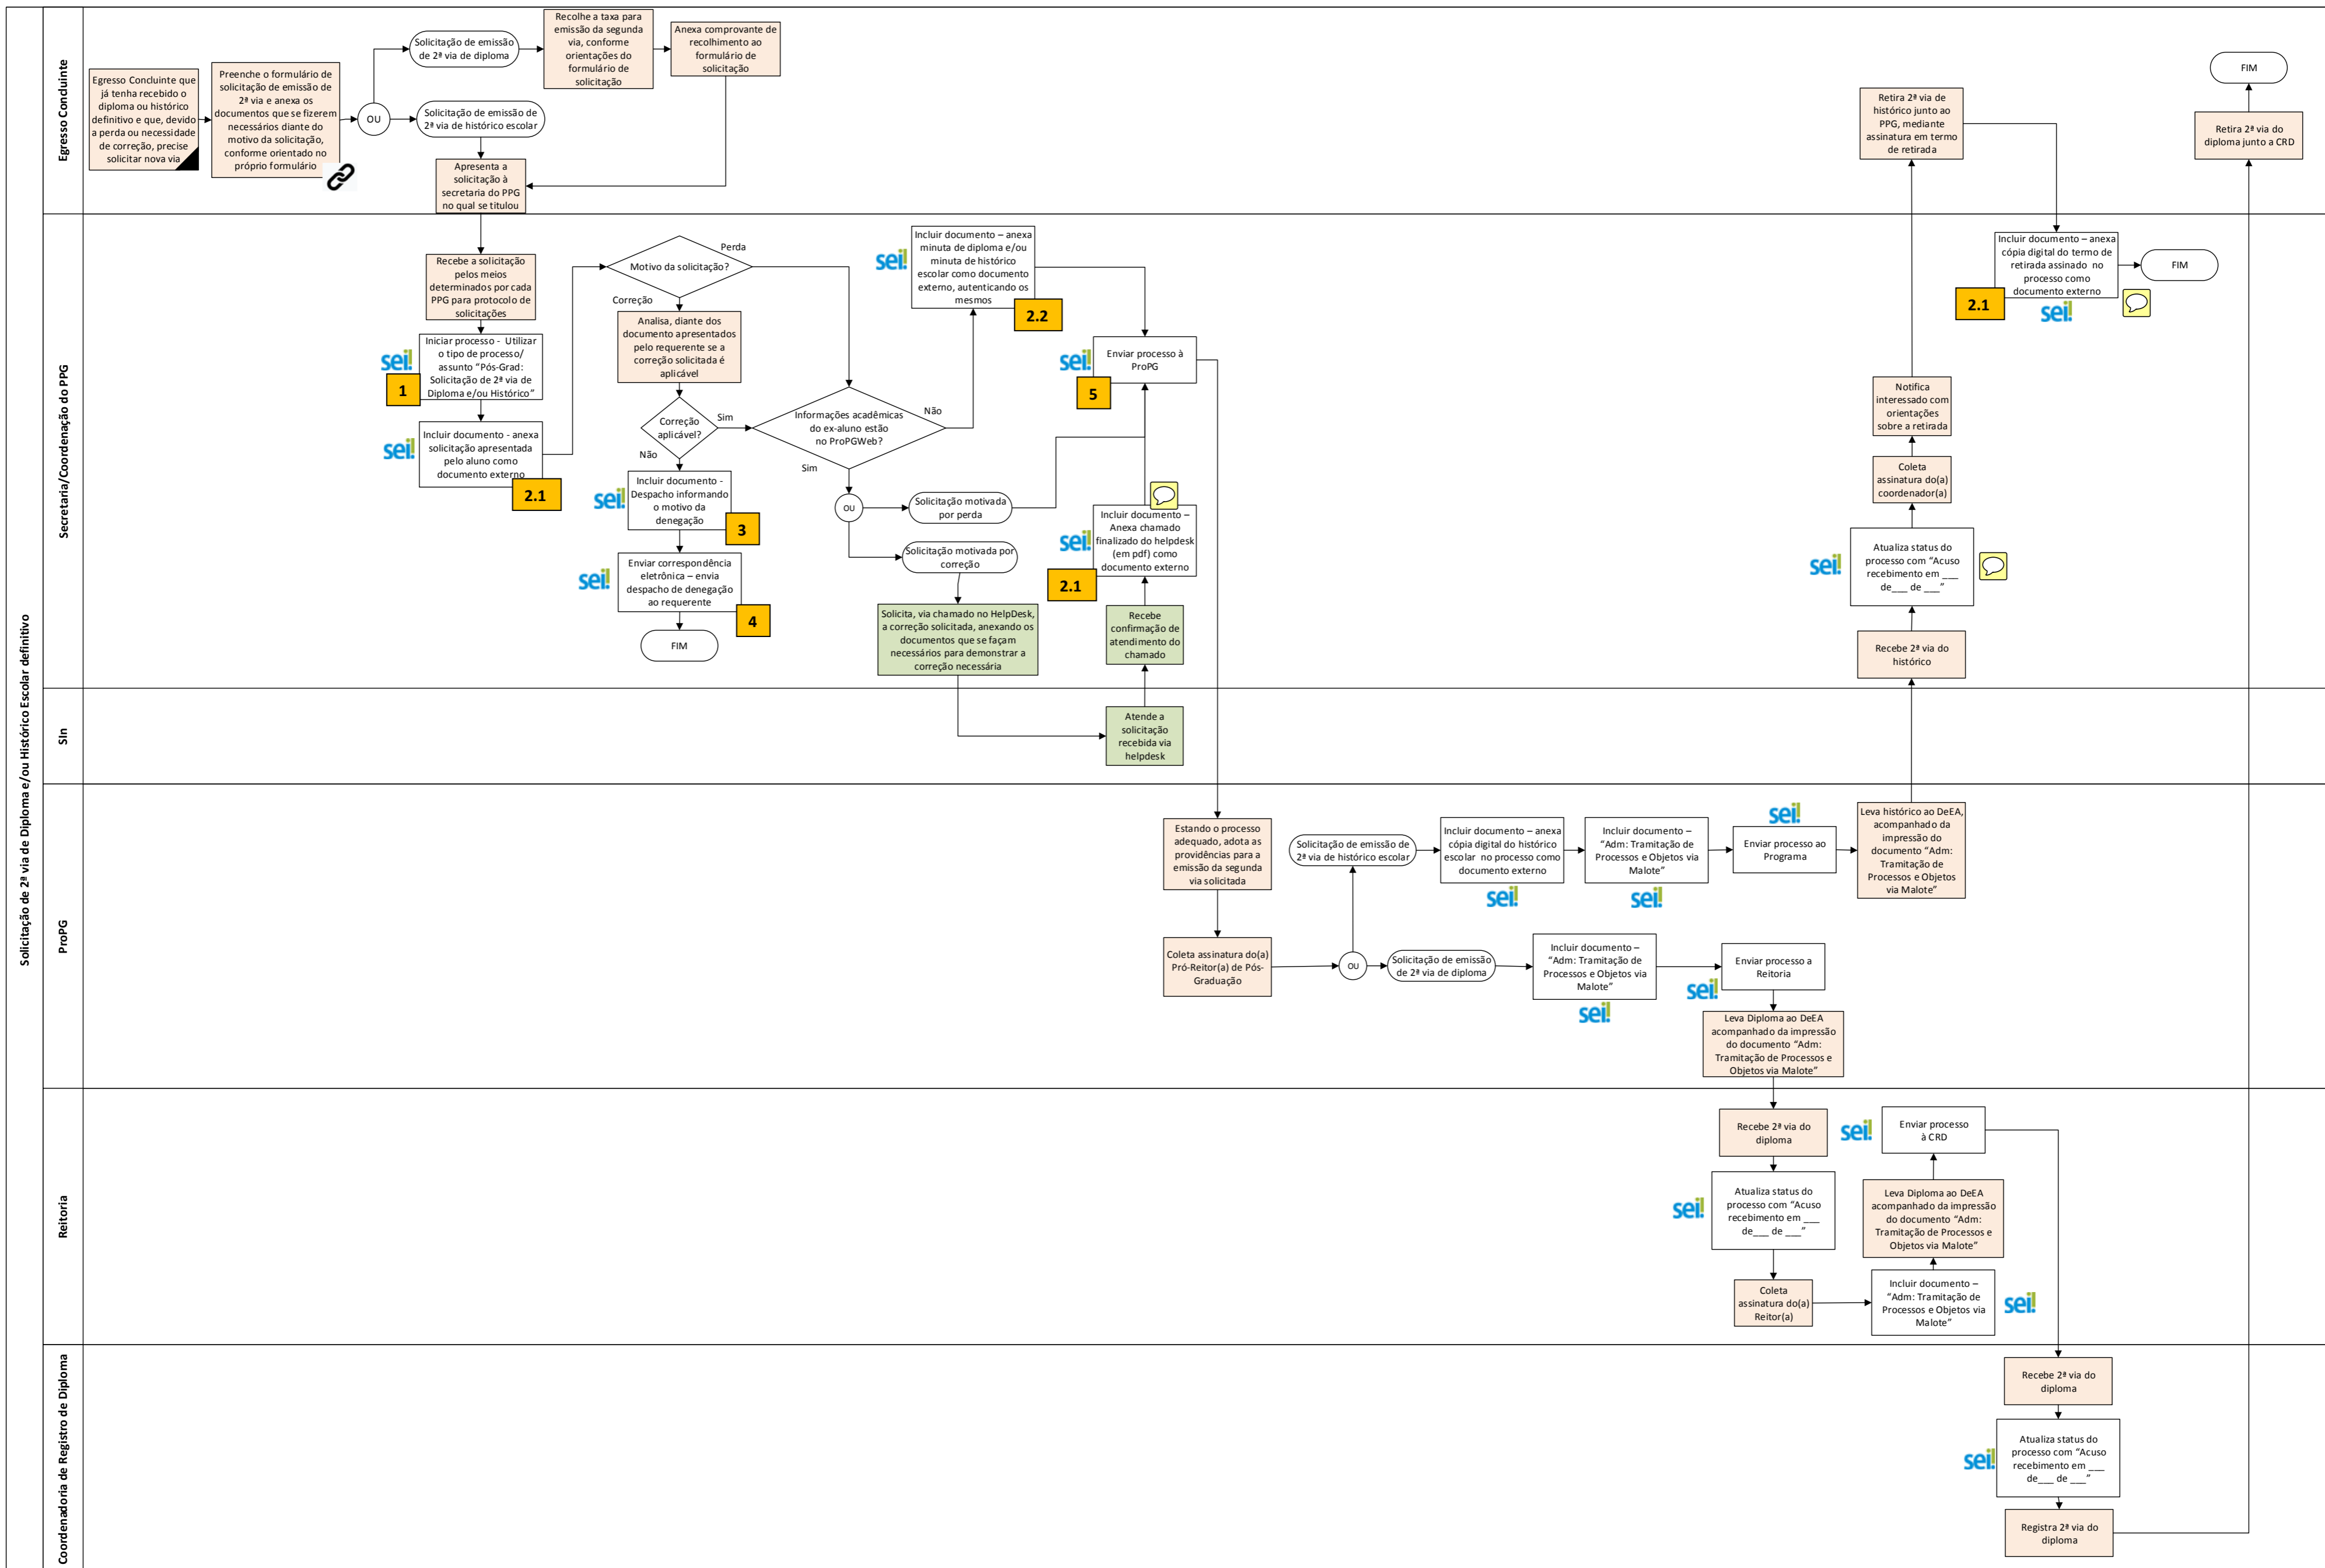 Solicitação de 2ª via de Diploma e/ou Histórico Escolar definitivo
Egresso Concluinte
Egresso Concluinte que
já tenha recebido o
diploma ou histórico
definitivo e que, devido
a perda ou necessidade
de correção, precise
solicitar nova via
Preenche o formulário de
solicitação de emissão de
2ª via e anexa os
documentos que se fizerem
necessários diante do
motivo da solicitação,
conforme orientado no
próprio formulário
OU
Solicitação de emissão
de 2ª via de diploma
Recolhe a taxa para
emissão da segunda
via, conforme
orientações do
formulário de
solicitação
Anexa comprovante de
recolhimento ao
formulário de
solicitação
Solicitação de emissão de
2ª via de histórico escolar
Apresenta a
solicitação à
secretaria do PPG
no qual se titulou
Retira 2ª via de
histórico junto ao
PPG, mediante
assinatura em termo
de retirada
FIM
Retira 2ª via do
diploma junto a CRD
Secretaria/Coordenação do PPG
Recebe a solicitação
pelos meios
determinados por cada
PPG para protocolo de
solicitações
sei!
Iniciar processo - Utilizar
o tipo de processo/
assunto “Pós-Grad:
Solicitação de 2ª via de
Diploma e/ou Histórico”
1
sei!
Incluir documento - anexa
solicitação apresentada
pelo aluno como
documento externo
2.1
Motivo da solicitação?
Perda
Correção
Analisa, diante dos
documento apresentados
pelo requerente se a
correção solicitada é
aplicável
Correção
aplicável?
Sim
Não
sei!
Incluir documento -
Despacho informando
o motivo da
denegação
3
sei!
Enviar correspondência
eletrônica – envia
despacho de denegação
ao requerente
4
FIM
Informações acadêmicas
do ex-aluno estão
no ProPGWeb?
Não
Sim
sei!
Incluir documento – anexa
minuta de diploma e/ou
minuta de histórico
escolar como documento
externo, autenticando os
mesmos
2.2
OU
Solicitação motivada
por perda
Solicitação motivada por
correção
Solicita, via chamado no HelpDesk,
a correção solicitada, anexando os
documentos que se façam
necessários para demonstrar a
correção necessária
sei!
Enviar processo à
ProPG
5
sei!
Incluir documento –
Anexa chamado
finalizado do helpdesk
(em pdf) como
documento externo
2.1
Recebe
confirmação de
atendimento do
chamado
Incluir documento – anexa
cópia digital do termo de
retirada assinado no
processo como
documento externo
2.1
sei!
FIM
Notifica
interessado com
orientações
sobre a retirada
Coleta
assinatura do(a)
coordenador(a)
sei!
Atualiza status do
processo com “Acuso
recebimento em ___
de___ de ___”
Recebe 2ª via do
histórico
SIn
Atende a
solicitação
recebida via
helpdesk
ProPG
Estando o processo
adequado, adota as
providências para a
emissão da segunda
via solicitada
Coleta assinatura do(a)
Pró-Reitor(a) de Pós-
Graduação
OU
Solicitação de emissão de
2ª via de histórico escolar
Incluir documento – anexa
cópia digital do histórico
escolar no processo como
documento externo
sei!
Incluir documento –
“Adm: Tramitação de
Processos e Objetos via
Malote”
sei!
sei!
Enviar processo ao
Programa
Leva histórico ao DeEA,
acompanhado da
impressão do
documento “Adm:
Tramitação de
Processos e Objetos
via Malote”
Solicitação de emissão
de 2ª via de diploma
Incluir documento –
“Adm: Tramitação de
Processos e Objetos via
Malote”
sei!
Enviar processo a
Reitoria
sei!
Leva Diploma ao DeEA
acompanhado da impressão
do documento “Adm:
Tramitação de Processos e
Objetos via Malote”
Reitoria
Recebe 2ª via do
diploma
sei!
Atualiza status do
processo com “Acuso
recebimento em ___
de___ de ___”
Coleta
assinatura do(a)
Reitor(a)
sei!
Enviar processo
à CRD
Leva Diploma ao DeEA
acompanhado da impressão
do documento “Adm:
Tramitação de Processos e
Objetos via Malote”
Incluir documento –
“Adm: Tramitação de
Processos e Objetos via
Malote”
sei!
Coordenadoria de Registro de Diploma
Recebe 2ª via do
diploma
sei!
Atualiza status do
processo com “Acuso
recebimento em ___
de___ de ___”
Registra 2ª via do
diploma